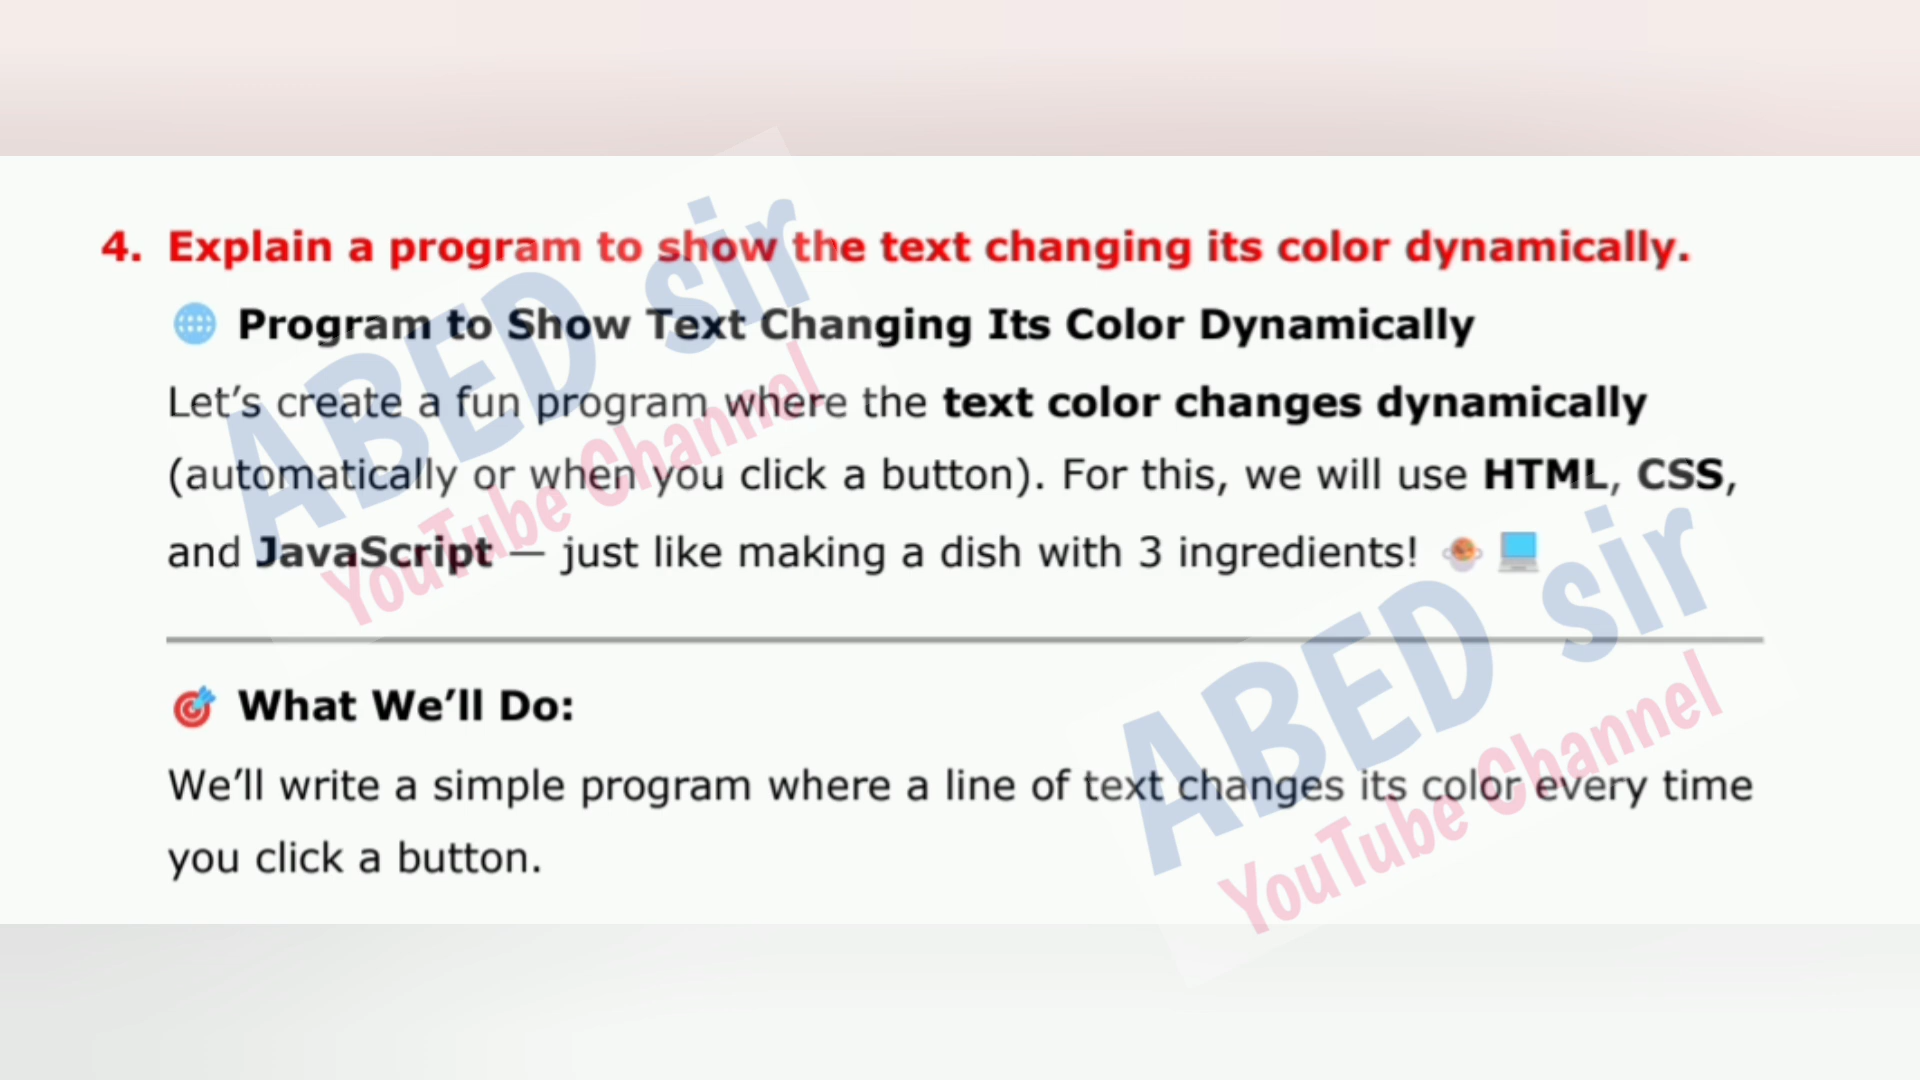 4. Explain a program to show the text changing its color dynamically.
🌐 Program to Show Text Changing Its Color Dynamically
Let’s create a fun program where the text color changes dynamically
(automatically or when you click a button). For this, we will use HTML, CSS,
and JavaScript — just like making a dish with 3 ingredients! 🍲💻
🎯 What We’ll Do:
We’ll write a simple program where a line of text changes its color every time
you click a button.
ABED sir
YouTube Channel
ABED sir
YouTube Channel